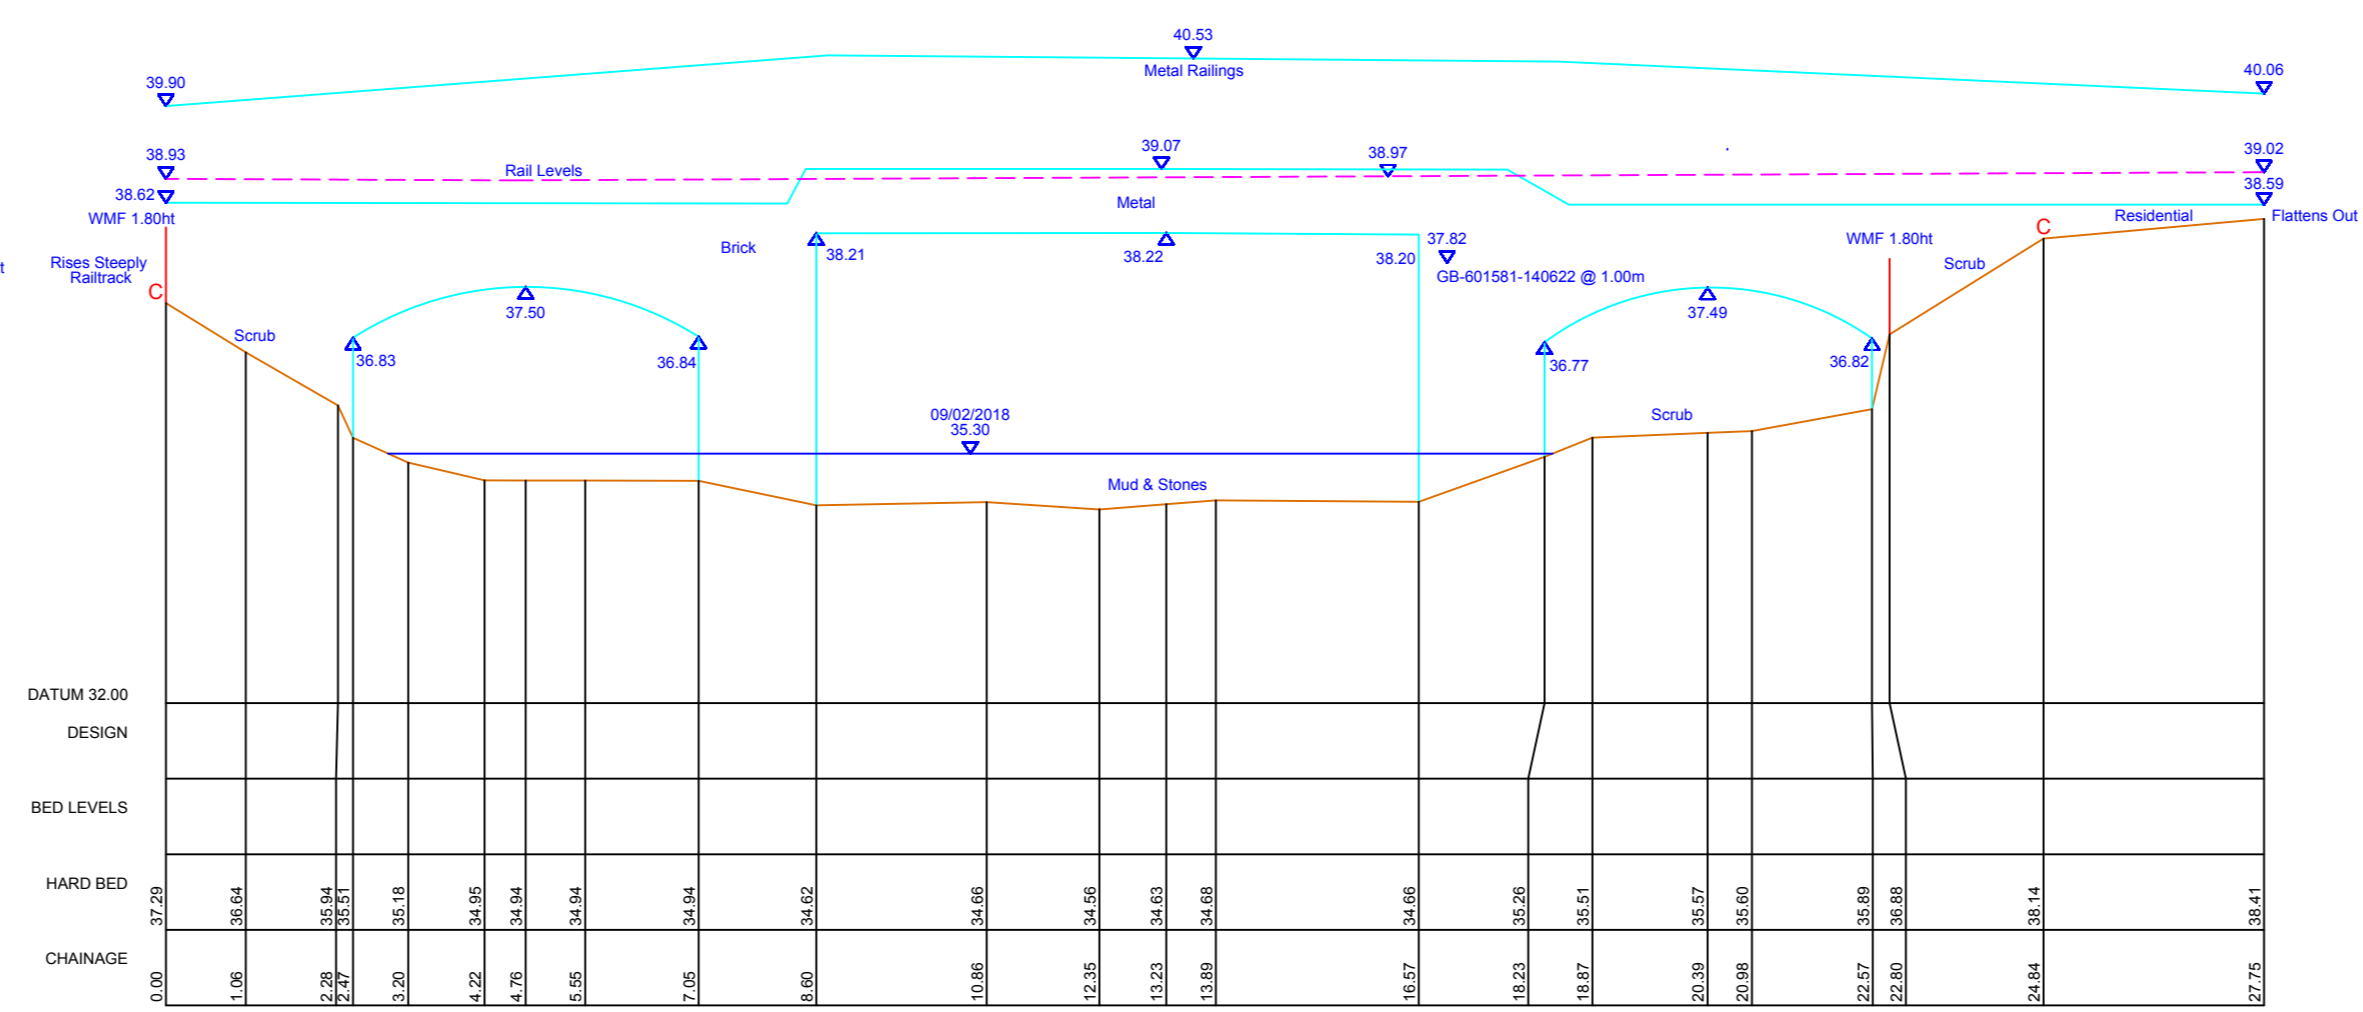 40.53
Metal Railings
39.90
40.06
38.93
Rail Levels
39.07
38.97
39.02
38.62
38.59
WMF 1.80ht
Metal
Residential
Flattens Out
Rises Steeply
Railtrack
t
C
Brick
38.21
38.22
38.20
37.82
GB-601581-140622 @ 1.00m
WMF 1.80ht
C
Scrub
Scrub
37.50
37.49
36.83
36.84
36.77
36.82
09/02/2018
35.30
Scrub
Mud & Stones
DATUM 32.00
DESIGN
BED LEVELS
HARD BED
37.29 36.64 35.94 35.51 35.18 34.95 34.94 34.94 34.94 34.62 34.66 34.56 34.63 34.68 34.66 35.26 35.51 35.57 35.60 35.89 36.88 38.14 38.41
CHAINAGE
0.00 1.06 2.28 2.47 3.20 4.22 4.76 5.55 7.05 8.60 10.86 12.35 13.23 13.89 16.57 18.23 18.87 20.39 20.98 22.57 22.80 24.84 27.75